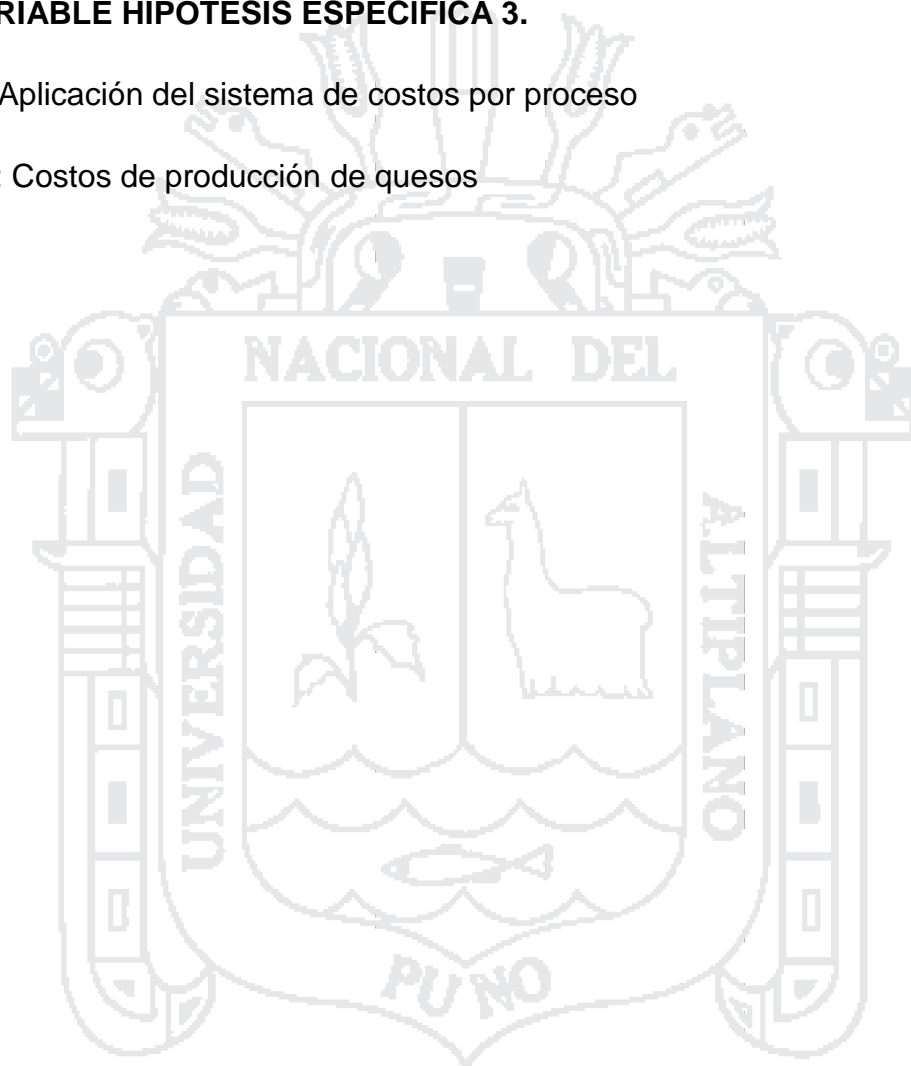 RIABLE HIPOTESIS ESPECIFICA 3.
Aplicación del sistema de costos por proceso
: Costos de producción de quesos
NACIONAL DEL
UNIVERSIDAD
ALTIPLANO
PUNO